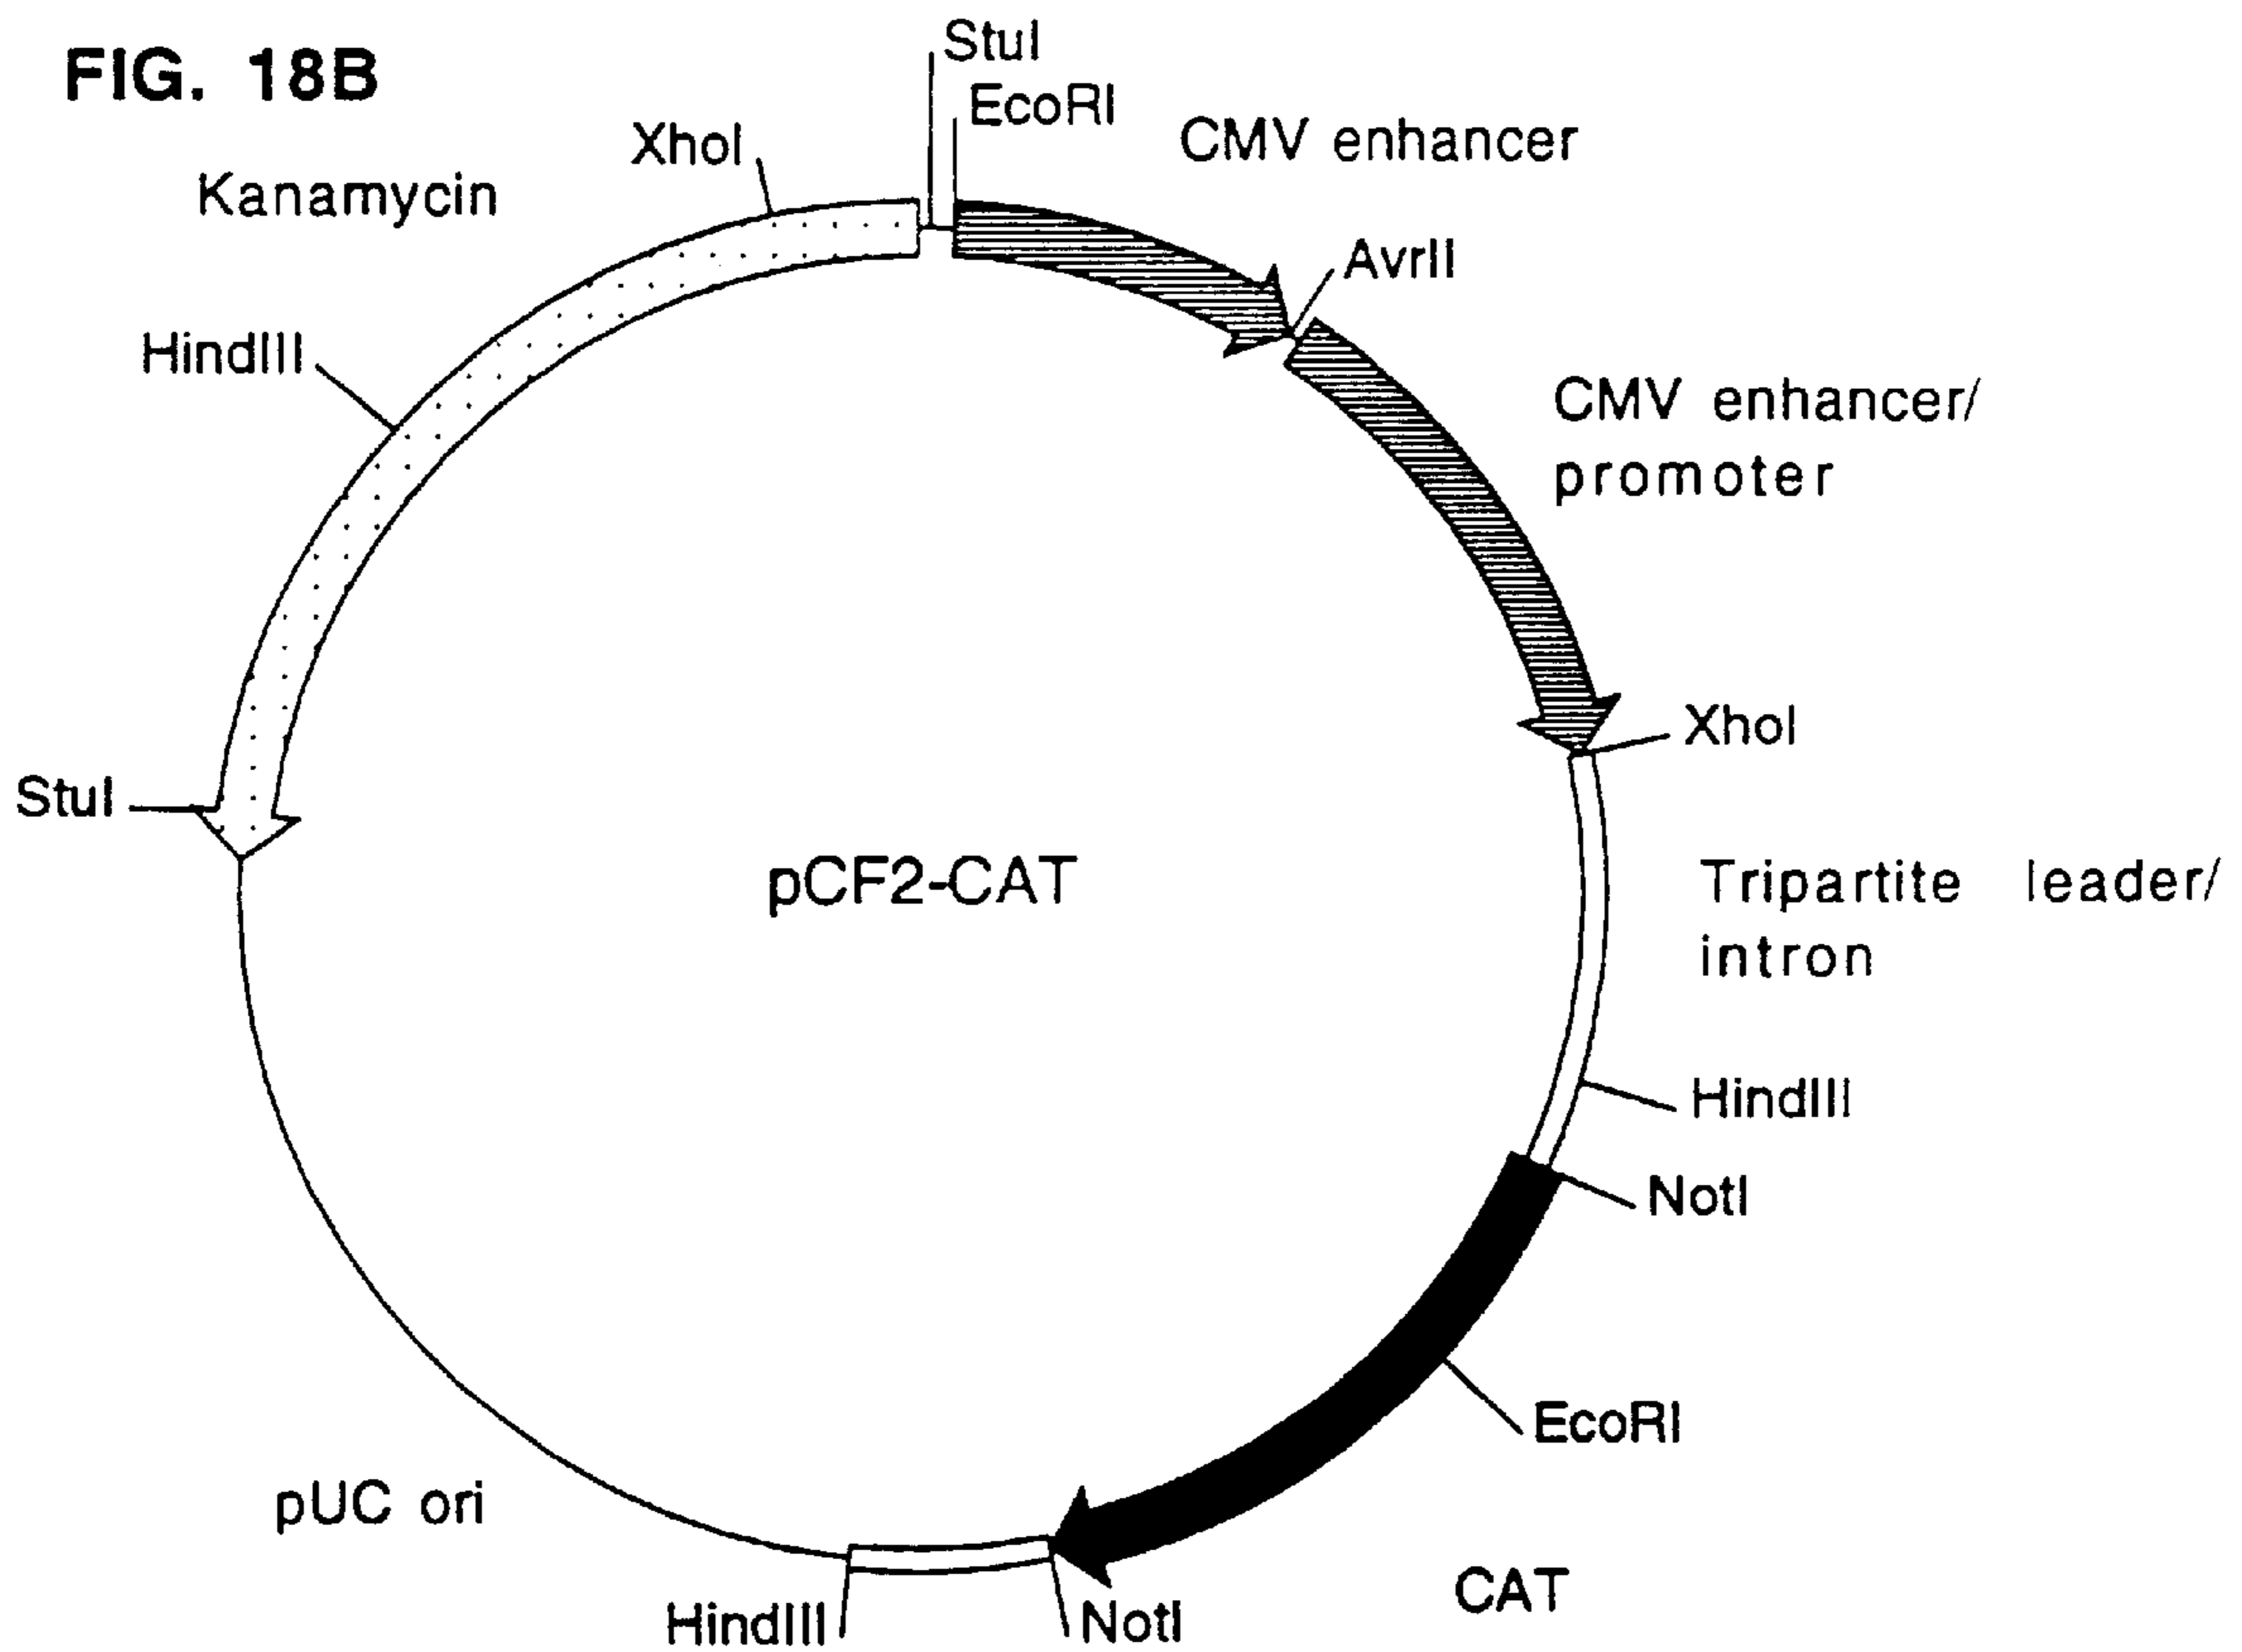 FIG. 18B
StuI
EcoRI
CMV enhancer
XhoI
Kanamycin
AvrII
HindIII
CMV enhancer/
promoter
XhoI
StuI
pCF2-CAT
Tripartite leader/
intron
HindIII
NotI
EcoRI
pUC ori
CAT
HindIII
NotI